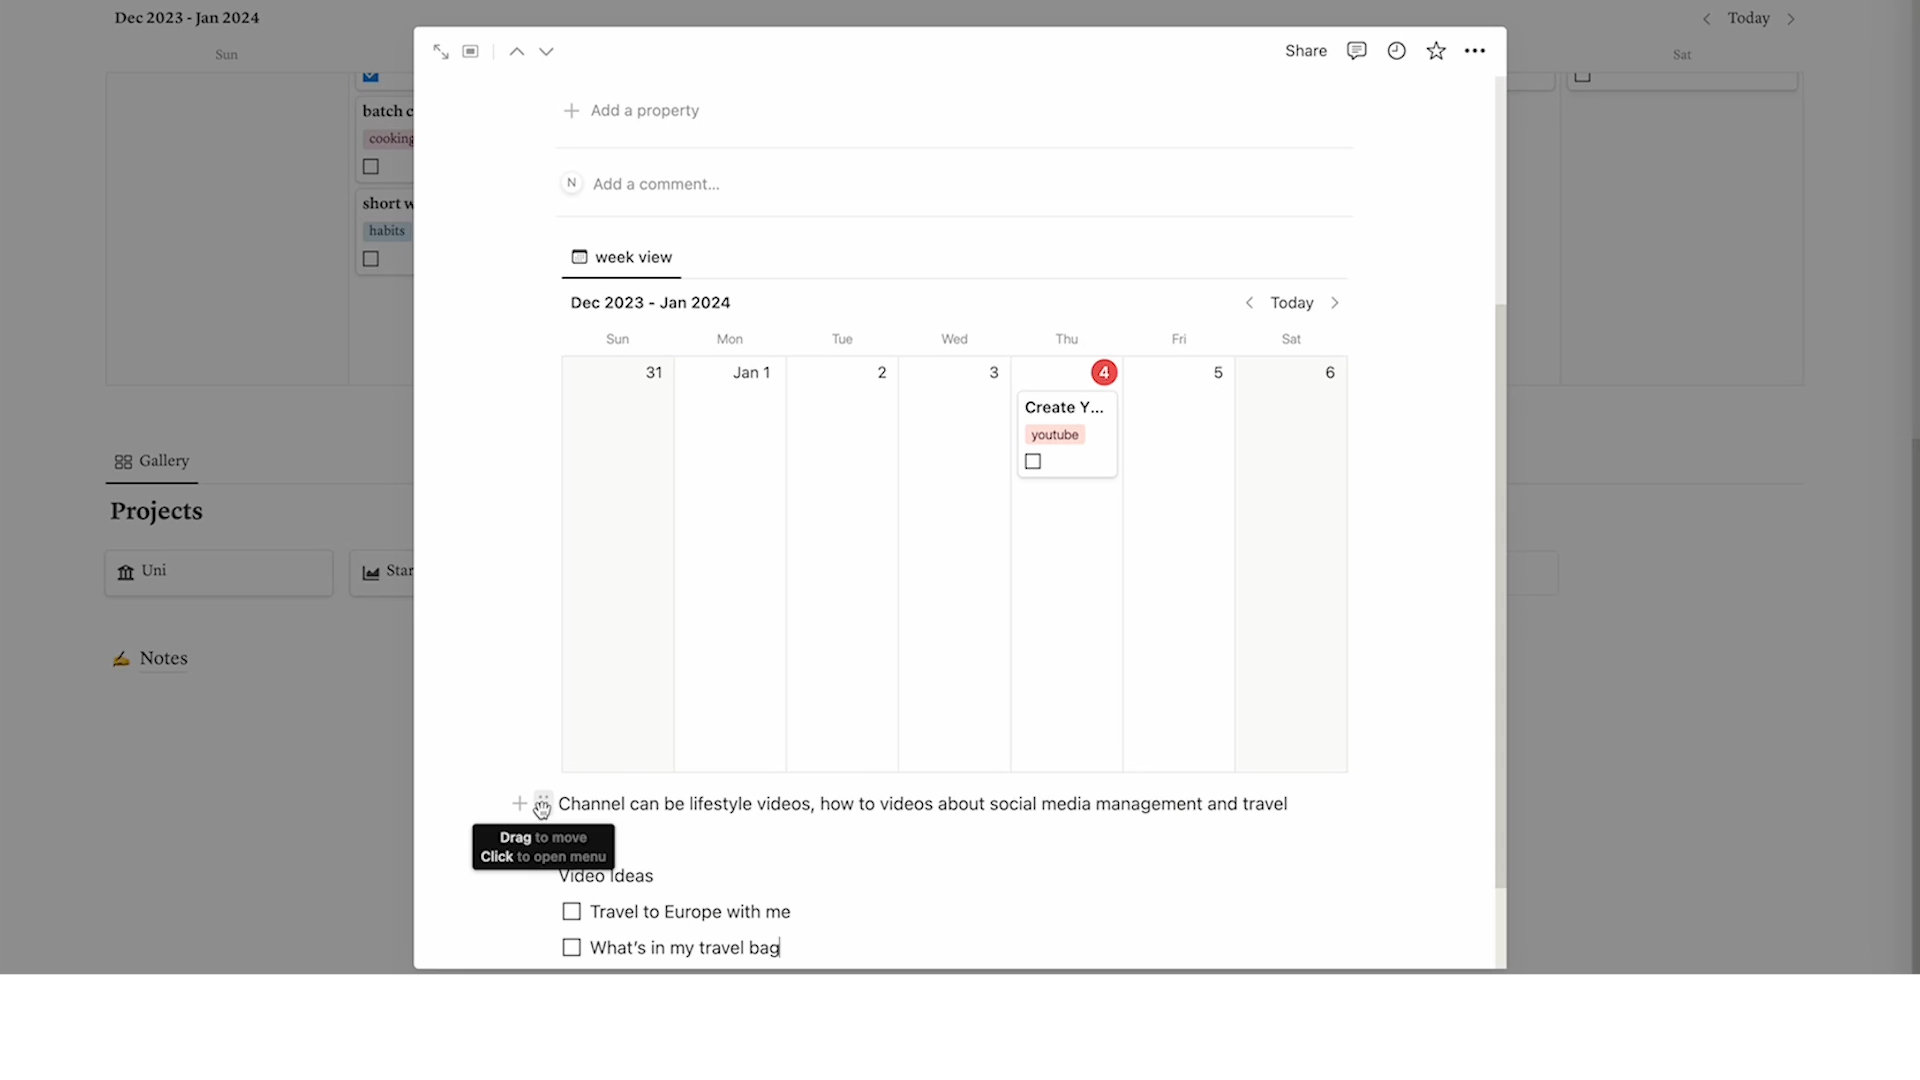 Dec 2023 - Jan 2024
Today
Sun
Sat
batch c
cooking
short w
habits
Gallery
Projects
Uni
Star
✍️ Notes
Share
Add a property
N
Add a comment...
week view
Dec 2023 - Jan 2024
Today
Sun Mon Tue Wed Thu Fri Sat
31 Jan 1 2 3 4 5 6
Create Y...
youtube
Channel can be lifestyle videos, how to videos about social media management and travel
Drag to move
Click to open menu
Video Ideas
Travel to Europe with me
What's in my travel bag